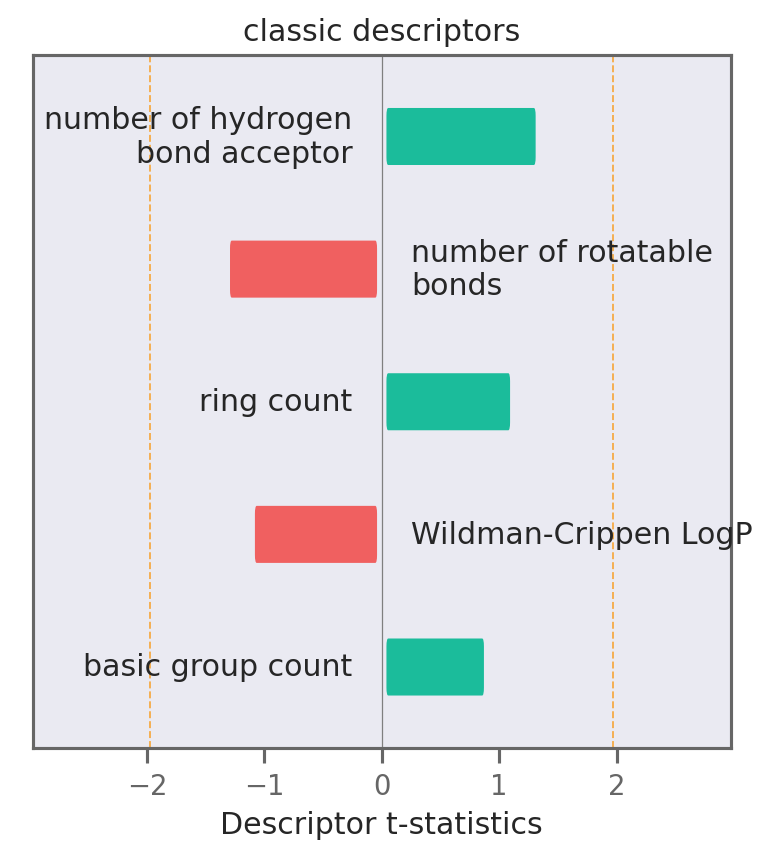 classic descriptors
number of hydrogen
bond acceptor
number of rotatable
bonds
ring count
Wildman-Crippen LogP
basic group count
−2 −1 0 1 2
Descriptor t-statistics